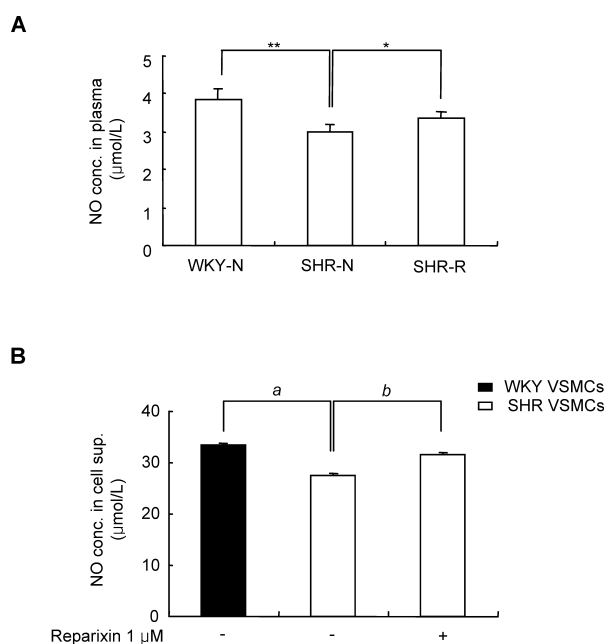 A
** *
NO conc. in plasma
(µmol/L)
5
4
3
2
1
0
WKY-N SHR-N SHR-R
B
WKY VSMCs
SHR VSMCs
a b
NO conc. in cell sup.
(µmol/L)
40
30
20
10
0
Reparixin 1 µM - - +